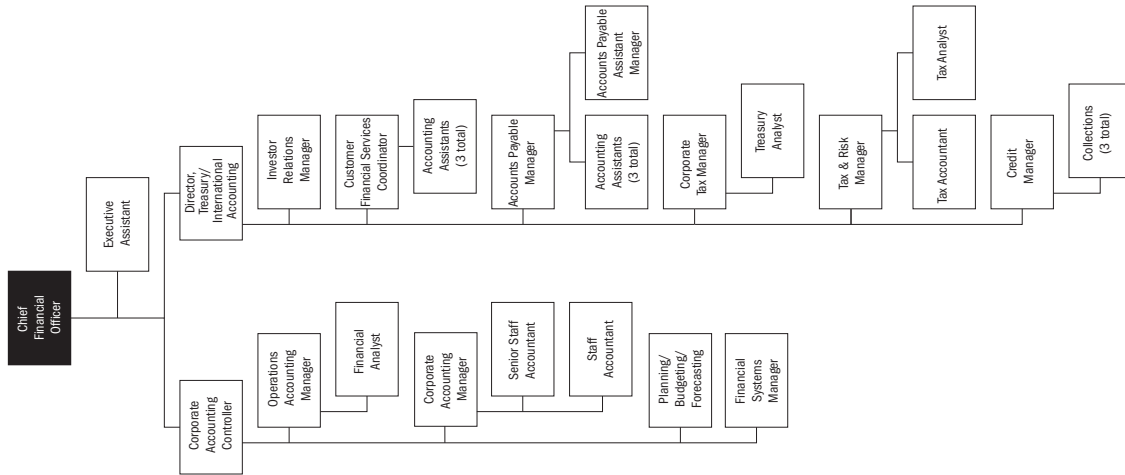 Chief
Financial
Officer
Executive
Assistant
Corporate
Accounting
Controller
Operations
Accounting
Manager
Financial
Analyst
Corporate
Accounting
Manager
Senior Staff
Accountant
Staff
Accountant
Planning/
Budgeting/
Forecasting
Financial
Systems
Manager
Director,
Treasury/
International
Accounting
Investor
Relations
Manager
Customer
Financial Services
Coordinator
Accounting
Assistants
(3 total)
Accounts Payable
Manager
Accounting
Assistants
(3 total)
Accounts Payable
Assistant
Manager
Corporate
Tax Manager
Treasury
Analyst
Tax & Risk
Manager
Tax Accountant
Tax Analyst
Credit
Manager
Collections
(3 total)